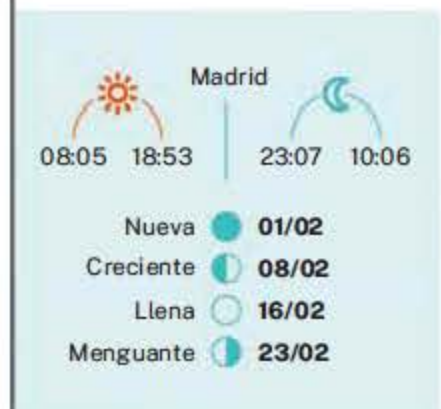 Madrid
08:05 18:53 23:07 10:06
Nueva 01/02
Creciente 08/02
Llena 16/02
Menguante 23/02